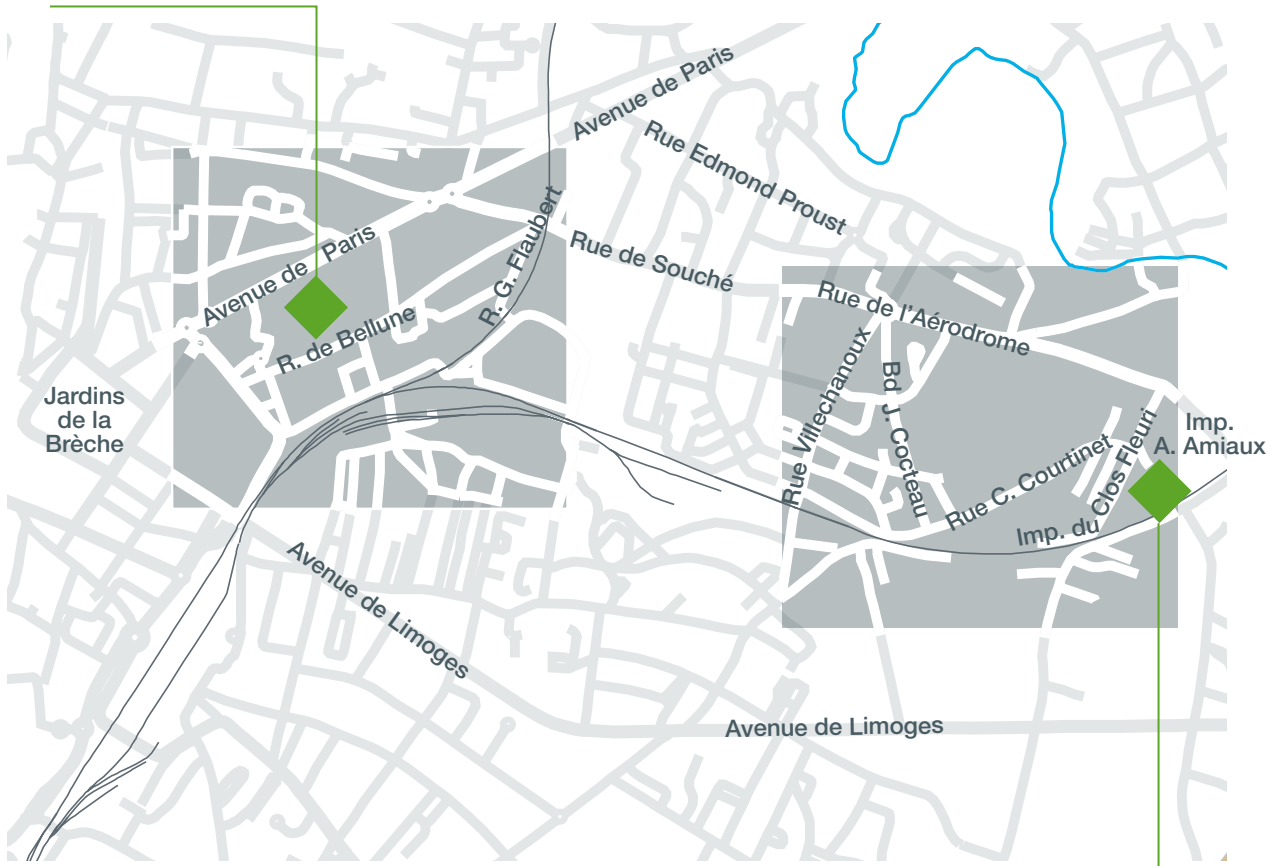 Avenue de Paris
Rue Edmond Proust
Avenue de Paris
R. G. Flaubert
Rue de Souché
R. de Bellune
Rue de l'Aérodrome
Rue Villechanoux
Bd J. Cocteau
Jardins
de la
Brèche
Imp.
A. Amiaux
Rue C. Courtinet
Imp. du Clos Fleuri
Avenue de Limoges
Avenue de Limoges